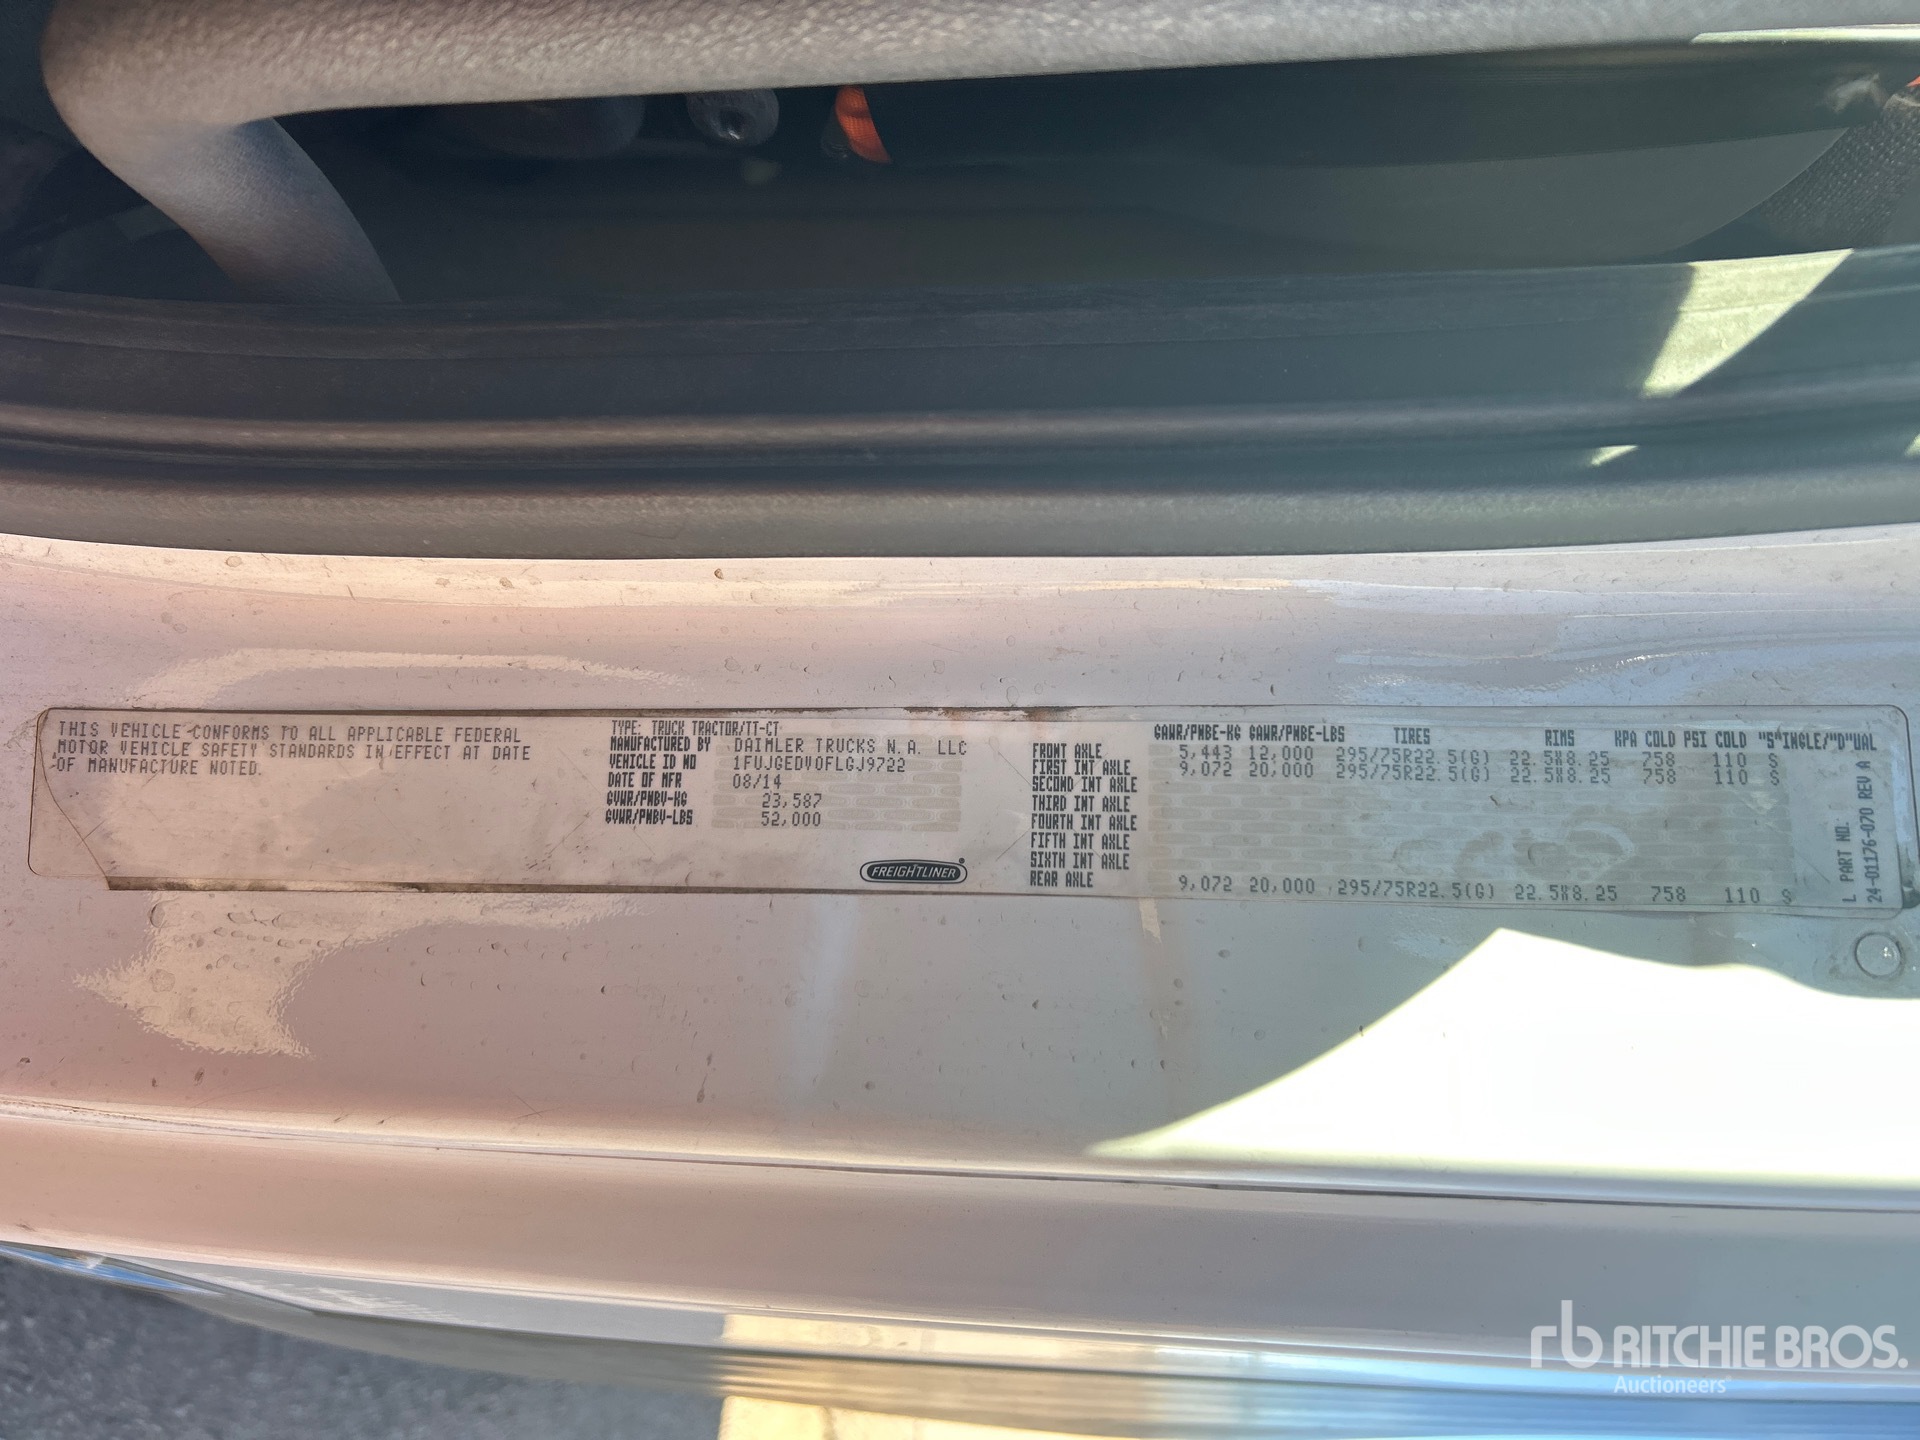 THIS VEHICLE CONFORMS TO ALL APPLICABLE FEDERAL
MOTOR VEHICLE SAFETY STANDARDS IN EFFECT AT DATE
OF MANUFACTURE NOTED.
TYPE: TRUCK TRACTOR/TT-CT
MANUFACTURED BY DAIMLER TRUCKS N.A. LLC
VEHICLE ID NO 1FUJGEDV0FLGJ9722
DATE OF MFR 08/14
GVWR/PNBV-KG 23,587
GVWR/PNBV-LBS 52,000
FREIGHTLINER
GAWR/PNBE-KG GAWR/PNBE-LBS TIRES RIMS KPA COLD PSI COLD "S"INGLE/"D"UAL
FRONT AXLE 5,443 12,000 295/75R22.5(G) 22.5X8.25 758 110 S
FIRST INT AXLE 9,072 20,000 295/75R22.5(G) 22.5X8.25 758 110 S
SECOND INT AXLE
THIRD INT AXLE
FOURTH INT AXLE
FIFTH INT AXLE
SIXTH INT AXLE
REAR AXLE 9,072 20,000 295/75R22.5(G) 22.5X8.25 758 110 S
L PART NO.
24-01176-070 REV A
rb RITCHIE BROS.
Auctioneers